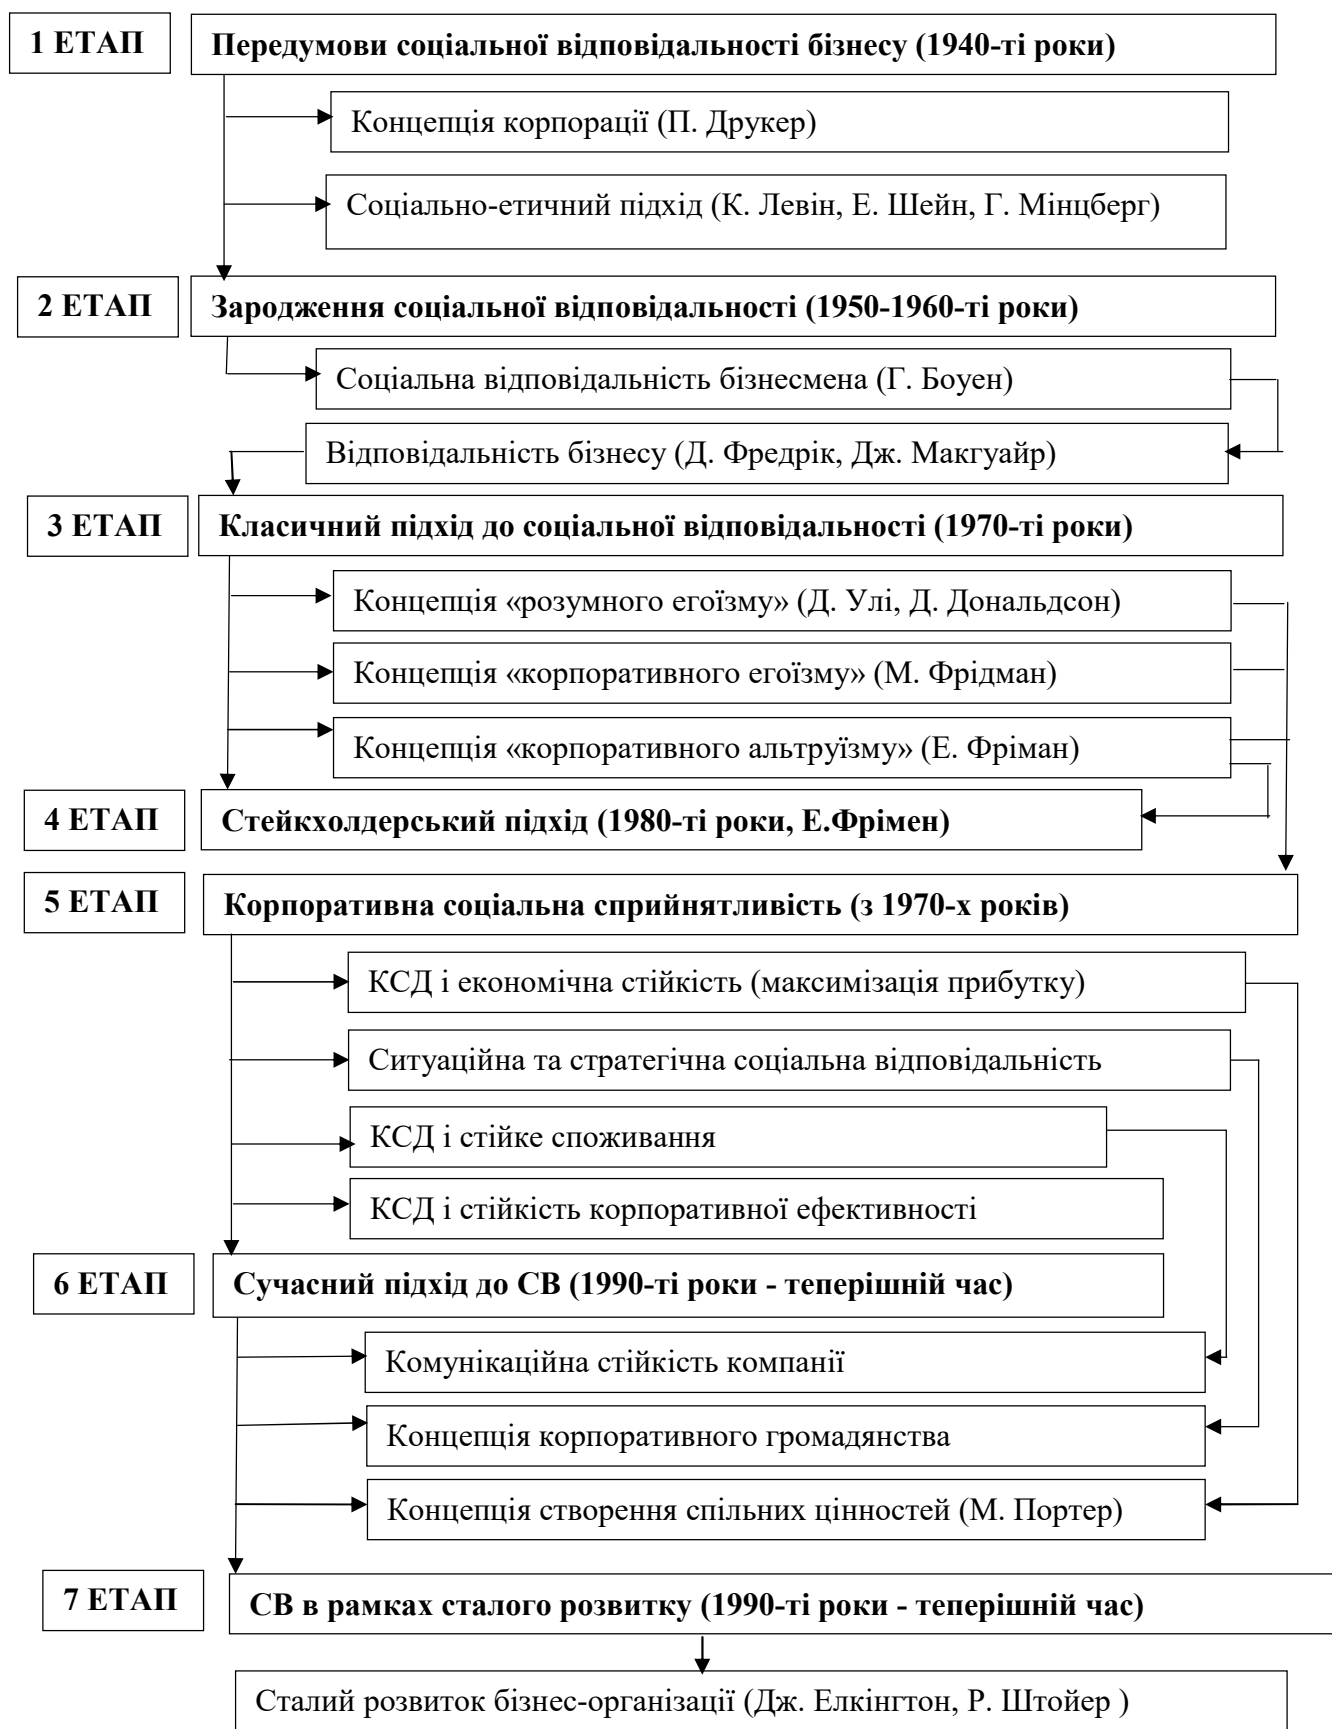 1 ЕТАП
Передумови соціальної відповідальності бізнесу (1940-ті роки)
Концепція корпорації (П. Друкер)
Соціально-етичний підхід (К. Левін, Е. Шейн, Г. Мінцберг)
2 ЕТАП
Зародження соціальної відповідальності (1950-1960-ті роки)
Соціальна відповідальність бізнесмена (Г. Боуен)
Відповідальність бізнесу (Д. Фредрік, Дж. Макгуайр)
3 ЕТАП
Класичний підхід до соціальної відповідальності (1970-ті роки)
Концепція «розумного егоїзму» (Д. Улі, Д. Дональдсон)
Концепція «корпоративного егоїзму» (М. Фрідман)
Концепція «корпоративного альтруїзму» (Е. Фріман)
4 ЕТАП
Стейкхолдерський підхід (1980-ті роки, Е.Фрімен)
5 ЕТАП
Корпоративна соціальна сприйнятливість (з 1970-х років)
КСД і економічна стійкість (максимізація прибутку)
Ситуаційна та стратегічна соціальна відповідальність
КСД і стійке споживання
КСД і стійкість корпоративної ефективності
6 ЕТАП
Сучасний підхід до СВ (1990-ті роки - теперішній час)
Комунікаційна стійкість компанії
Концепція корпоративного громадянства
Концепція створення спільних цінностей (М. Портер)
7 ЕТАП
СВ в рамках сталого розвитку (1990-ті роки - теперішній час)
Сталий розвиток бізнес-організації (Дж. Елкінгтон, Р. Штойер )